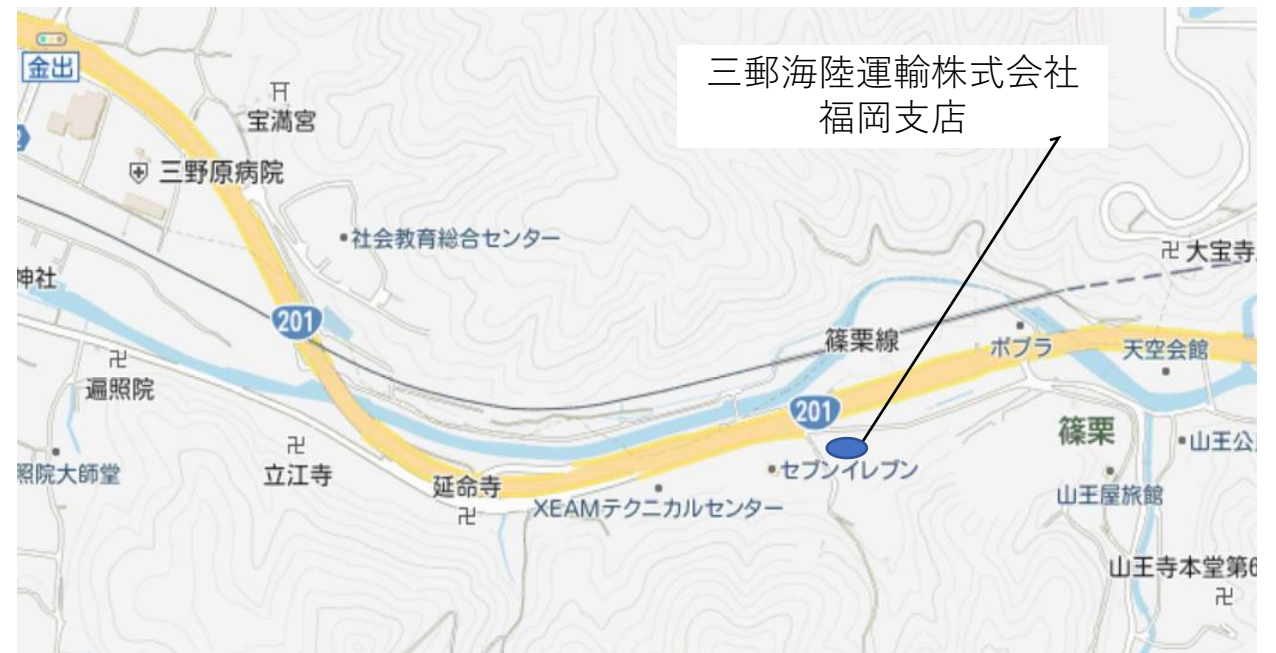 金出
宝満宮
三郵海陸運輸株式会社
福岡支店
三野原病院
社会教育総合センター
大宝寺
神社
201
篠栗線
ポプラ
天空会館
遍照院
201
篠栗
山王公
照院大師堂
立江寺
延命寺
セブンイレブン
XEAMテクニカルセンター
山王屋旅館
山王寺本堂第6